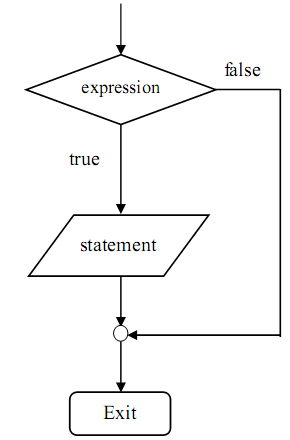 false
expression
true
statement
Exit